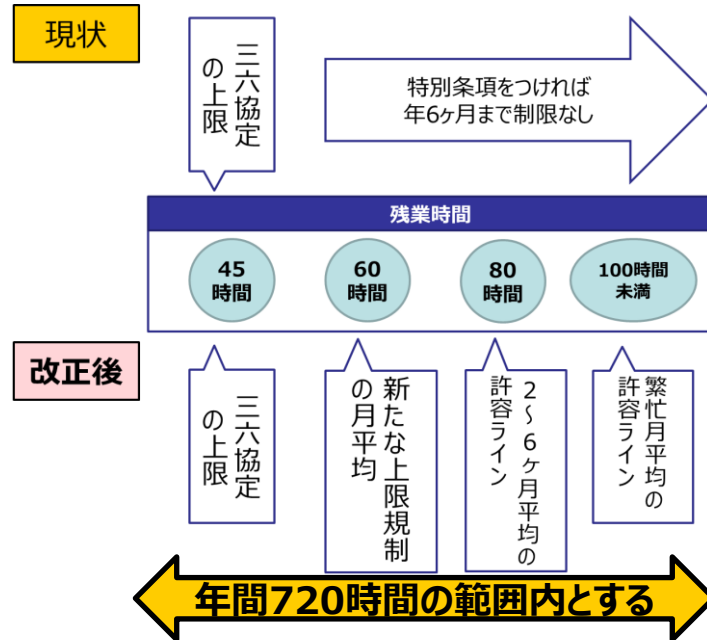 現状
三六協定
の上限
特別条項をつければ
年6ヶ月まで制限なし
残業時間
45
時間
60
時間
80
時間
100時間
未満
改正後
三六協定
の上限
新たな上限規制
の月平均
2～6ヶ月平均の
許容ライン
繁忙月平均の
許容ライン
年間720時間の範囲内とする